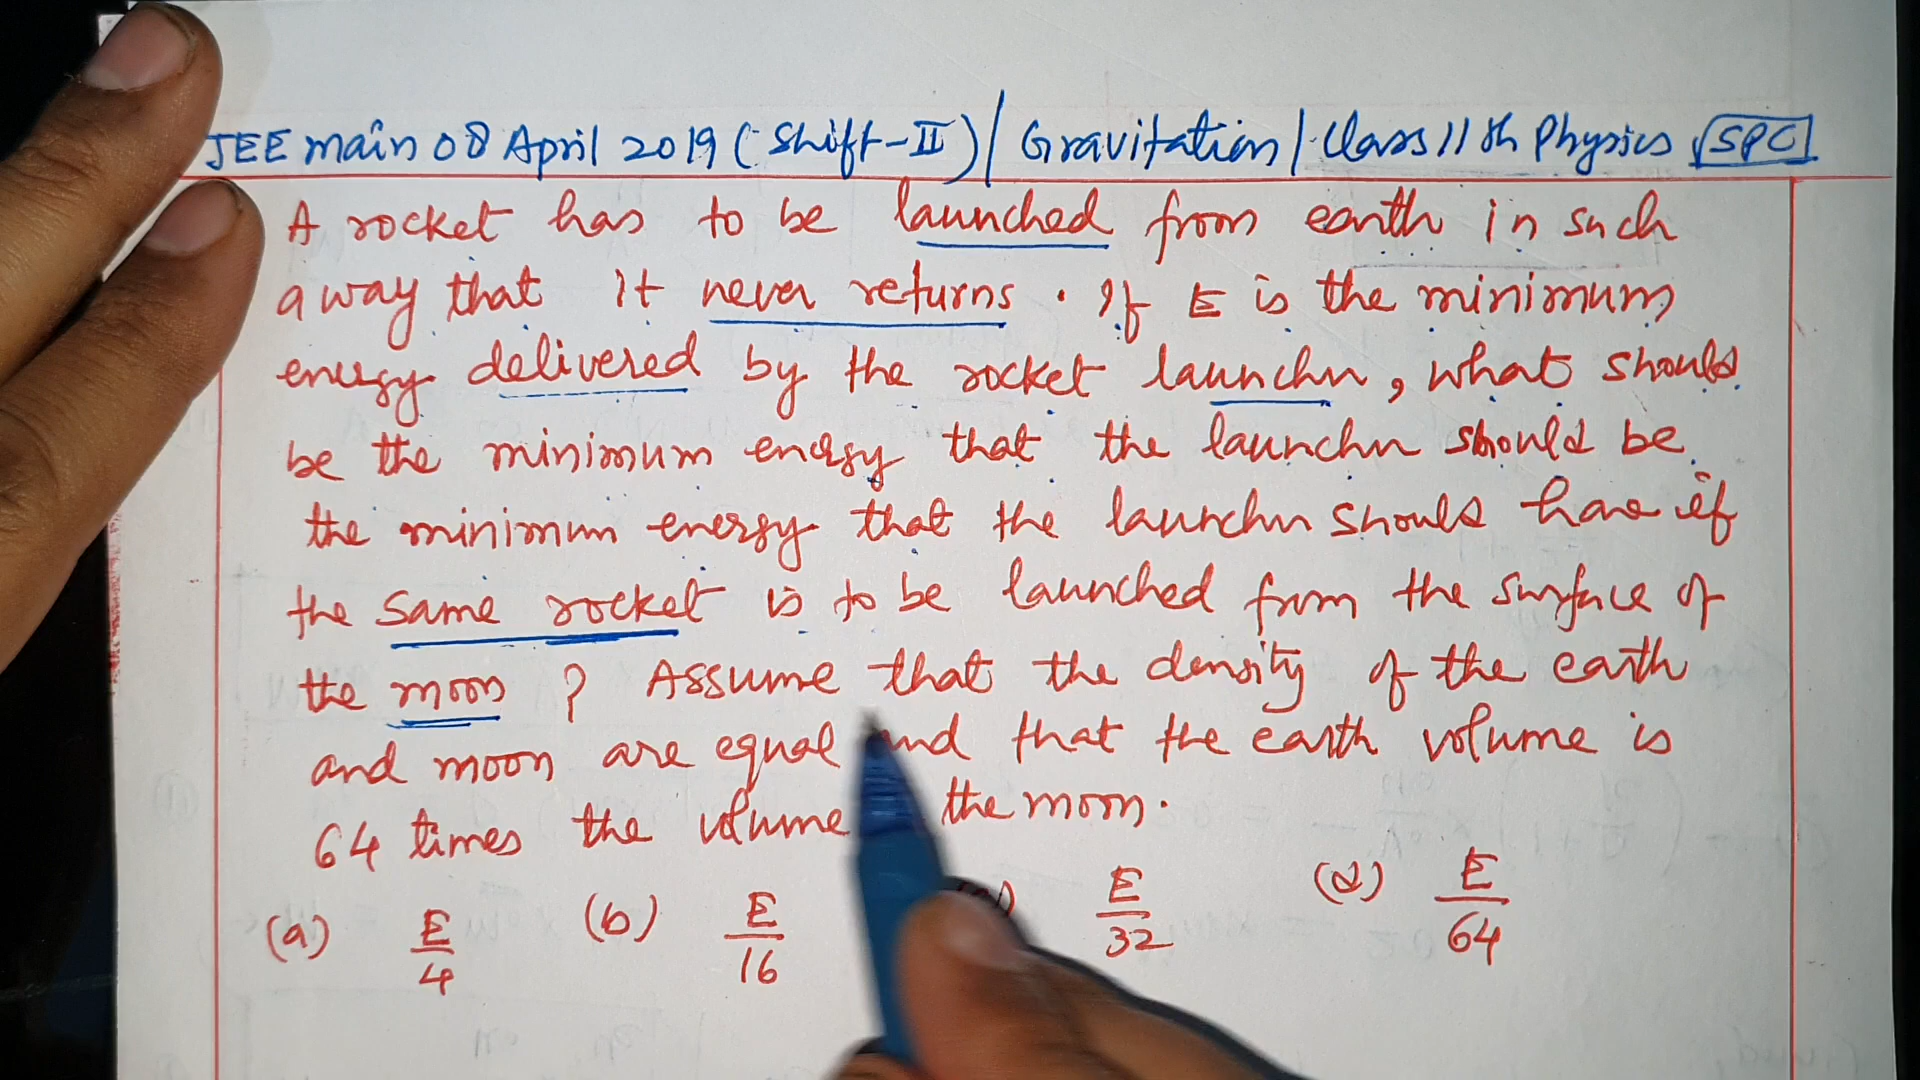 JEE main 08 April 2019 (Shift-II) / Gravitation / Class 11th Physics SPC
A rocket has to be launched from earth in such
a way that it never returns. If E is the minimum
energy delivered by the rocket launcher, what should
be the minimum energy that the launcher should be
the minimum energy that the launcher should have if
the same rocket is to be launched from the surface of
the moon? Assume that the density of the earth
and moon are equal and that the earth volume is
64 times the volume the moon.
(a) E/4 (b) E/16 E/32 (d) E/64